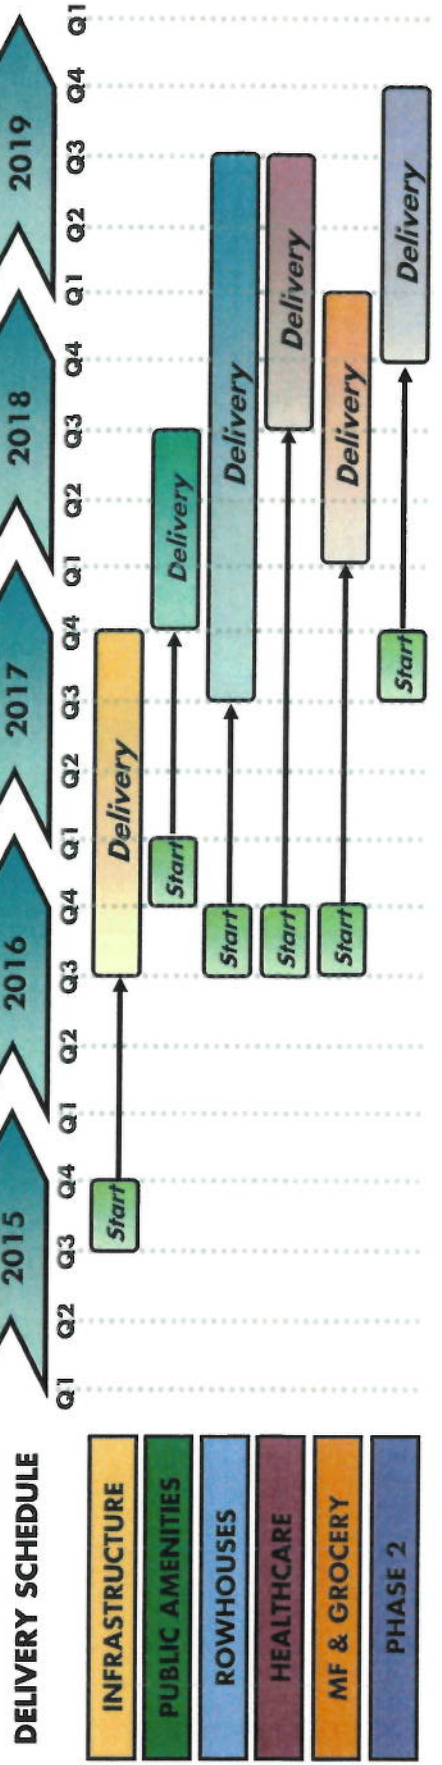 DELIVERY SCHEDULE
2015 2016 2017 2018 2019
Q1 Q2 Q3 Q4 Q1 Q2 Q3 Q4 Q1 Q2 Q3 Q4 Q1 Q2 Q3 Q4 Q1 Q2 Q3 Q4 Q1
INFRASTRUCTURE Start Delivery
PUBLIC AMENITIES Start Delivery
ROWHOUSES Start Delivery
HEALTHCARE Start Delivery
MF & GROCERY Start Delivery
PHASE 2 Start Delivery